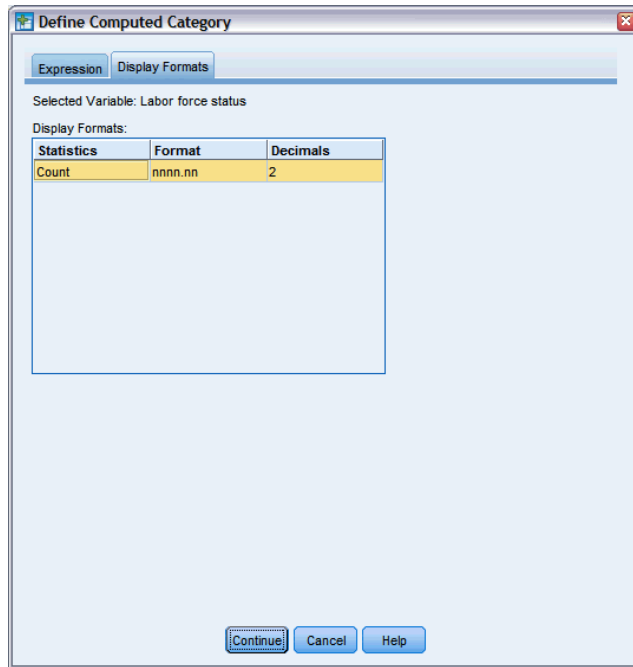 Define Computed Category
Expression Display Formats
Selected Variable: Labor force status
Display Formats:
Statistics Format Decimals
Count nnnn.nn 2
Continue Cancel Help